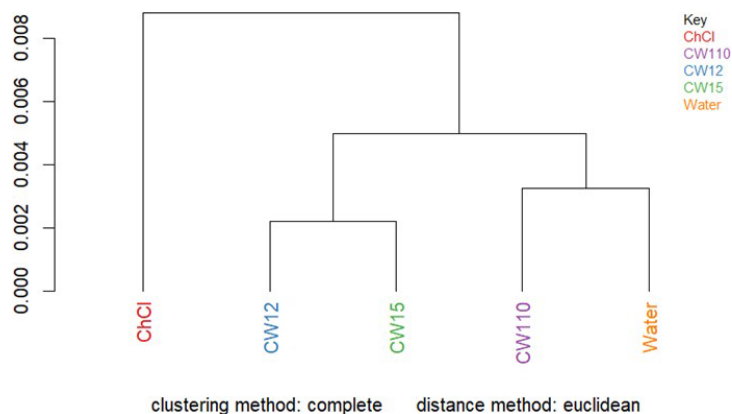 Key
ChCl
CW110
CW12
CW15
Water
0.008
0.006
0.004
0.002
0.000
ChCl
CW12
CW15
CW110
Water
clustering method: complete distance method: euclidean